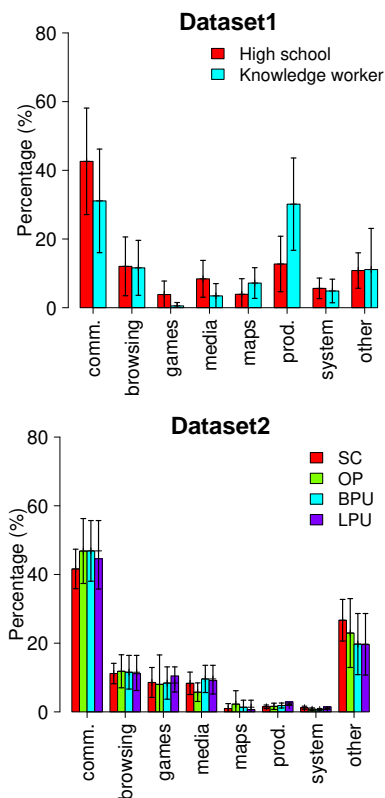 Dataset1
High school
Knowledge worker
Percentage (%)
80
60
40
20
0
comm.
browsing
games
media
maps
prod.
system
other
Dataset2
SC
OP
BPU
LPU
Percentage (%)
80
60
40
20
0
comm.
browsing
games
media
maps
prod.
system
other